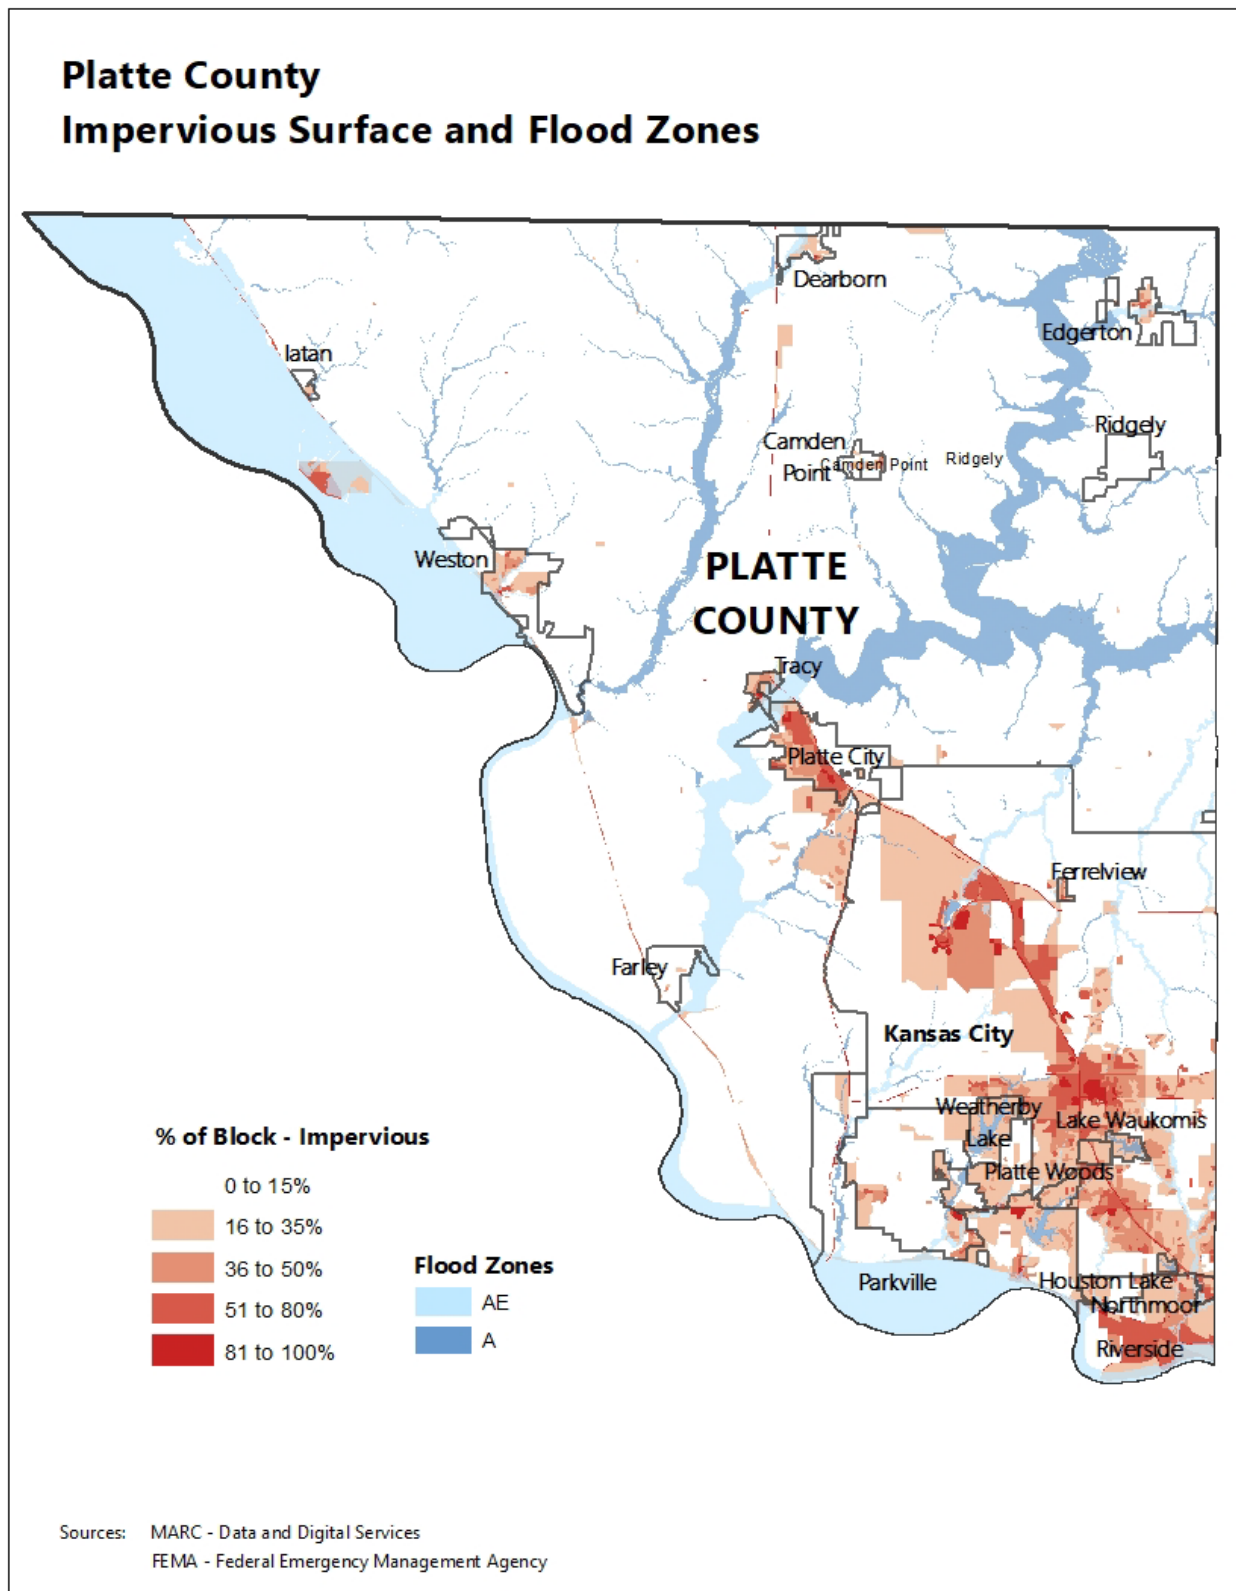 Platte County
Impervious Surface and Flood Zones
Dearborn
Edgerton
Iatan
Ridgely
Camden
Point
Camden Point
Ridgely
Weston
PLATTE
COUNTY
Tracy
Platte City
Ferrelview
Farley
Kansas City
Weatherby
Lake
Lake Waukomis
Platte Woods
Parkville
Houston Lake
Northmoor
Riverside
% of Block - Impervious
0 to 15%
16 to 35%
36 to 50%
51 to 80%
81 to 100%
Flood Zones
AE
A
Sources: MARC - Data and Digital Services
FEMA - Federal Emergency Management Agency